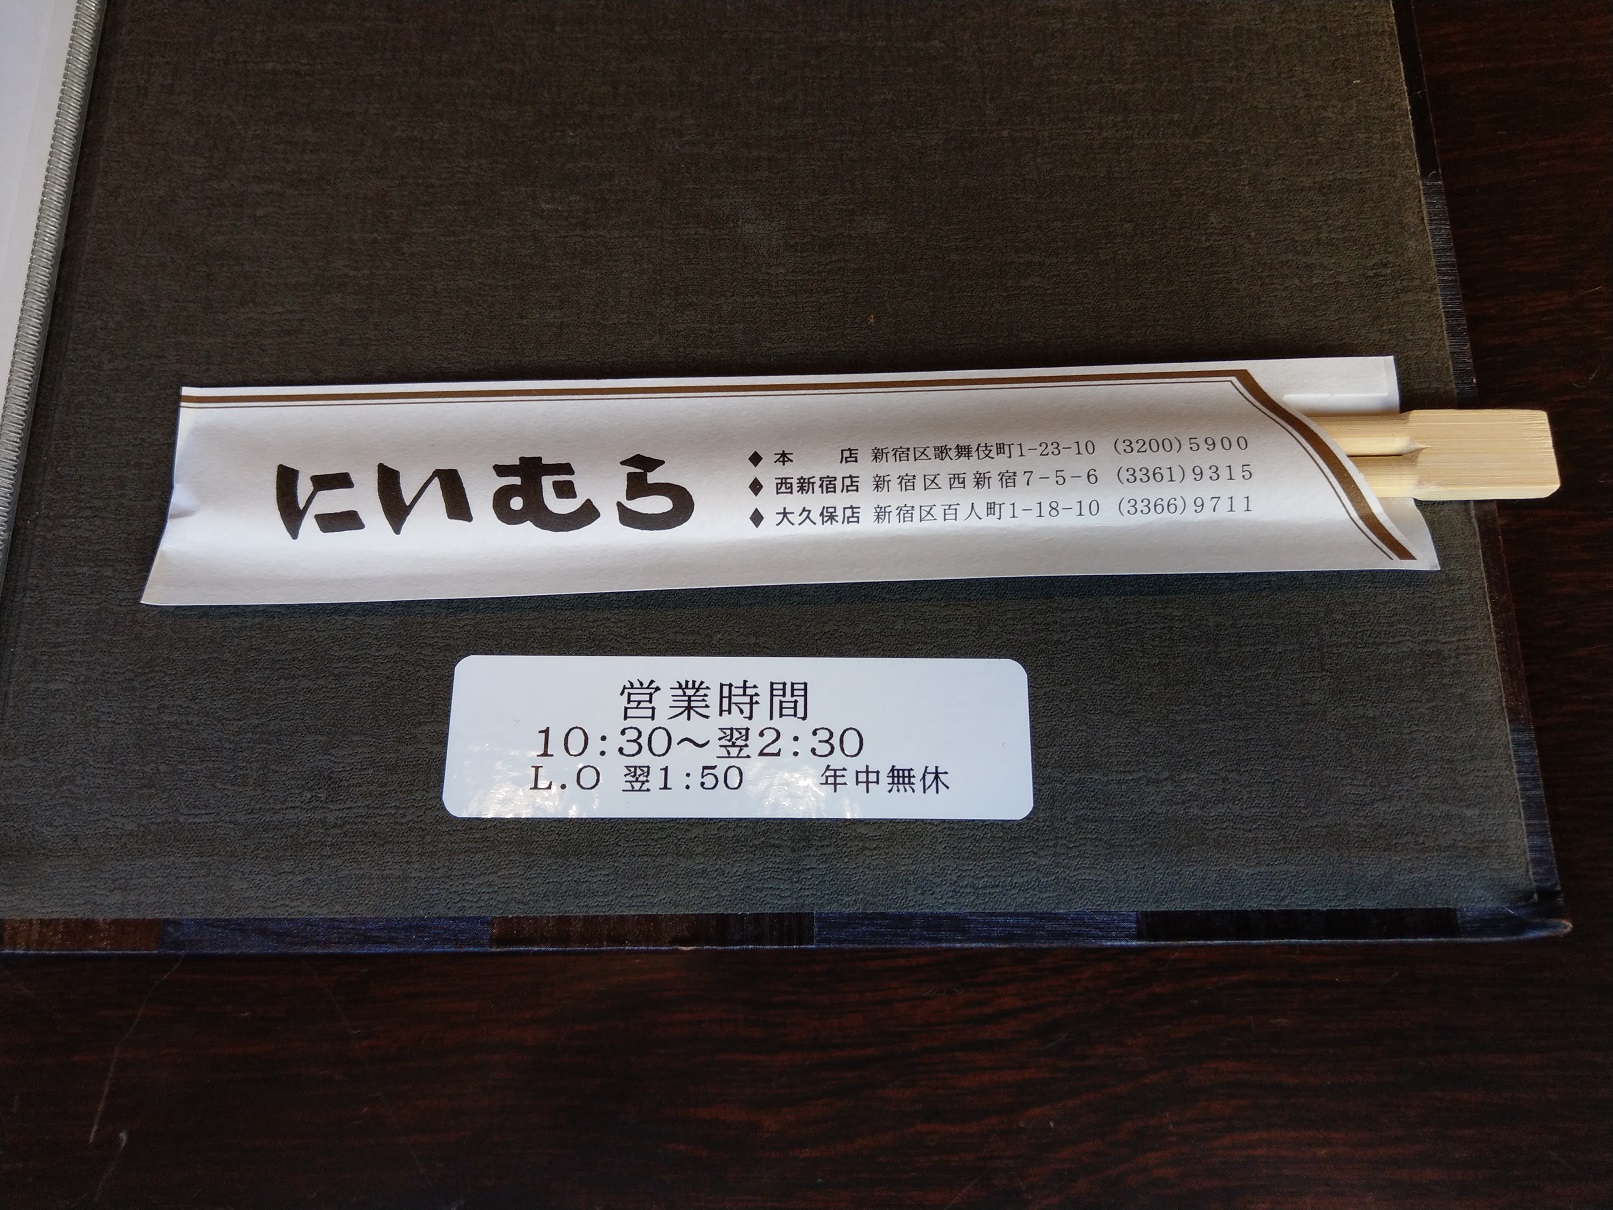 にいむら
◆本　店 新宿区歌舞伎町1-23-10 (3200)5900
◆西新宿店 新宿区西新宿7-5-6 (3361)9315
◆大久保店 新宿区百人町1-18-10 (3366)9711
営業時間
10:30～翌2:30
L.O 翌1:50　年中無休